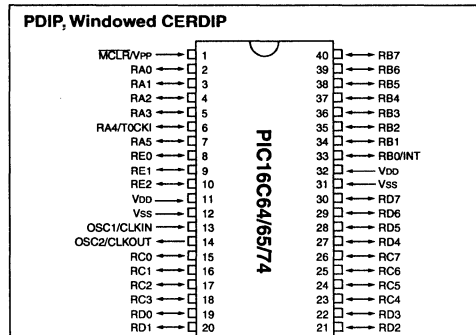 PDIP, Windowed CERDIP
MCLR/VPP 1 40 RB7
RA0 2 39 RB6
RA1 3 38 RB5
RA2 4 37 RB4
RA3 5 36 RB3
RA4/T0CKI 6 35 RB2
RA5 7 34 RB1
RE0 8 33 RB0/INT
RE1 9 32 VDD
RE2 10 31 VSS
VDD 11 30 RD7
VSS 12 29 RD6
OSC1/CLKIN 13 28 RD5
OSC2/CLKOUT 14 27 RD4
RC0 15 26 RC7
RC1 16 25 RC6
RC2 17 24 RC5
RC3 18 23 RC4
RD0 19 22 RD3
RD1 20 21 RD2
PIC16C64/65/74